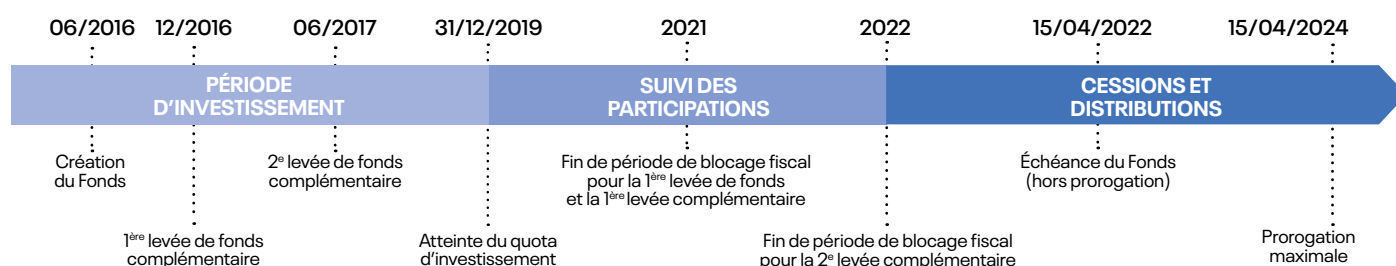 06/2016 12/2016 06/2017 31/12/2019 2021 2022 15/04/2022 15/04/2024
PÉRIODE
D’INVESTISSEMENT
SUIVI DES
PARTICIPATIONS
CESSIONS ET
DISTRIBUTIONS
Création
du Fonds
1ère levée de fonds
complémentaire
2e levée de fonds
complémentaire
Atteinte du quota
d’investissement
Fin de période de blocage fiscal
pour la 1ère levée de fonds
et la 1ère levée complémentaire
Fin de période de blocage fiscal
pour la 2e levée complémentaire
Échéance du Fonds
(hors prorogation)
Prorogation
maximale